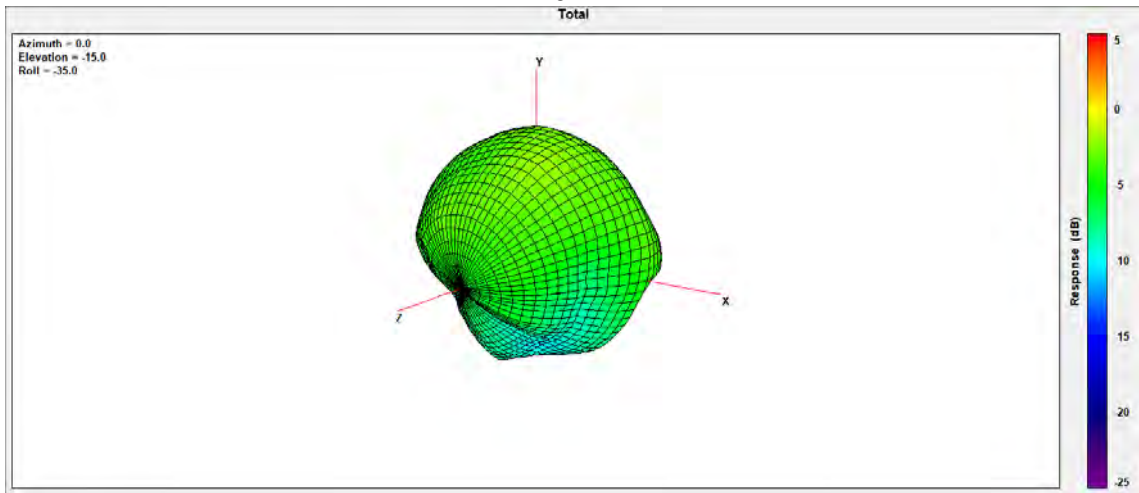 Total
Azimuth = 0.0
Elevation = -15.0
Roll = -35.0
Y
X
Z
5
0
-5
10
15
-20
-25
Response (dB)